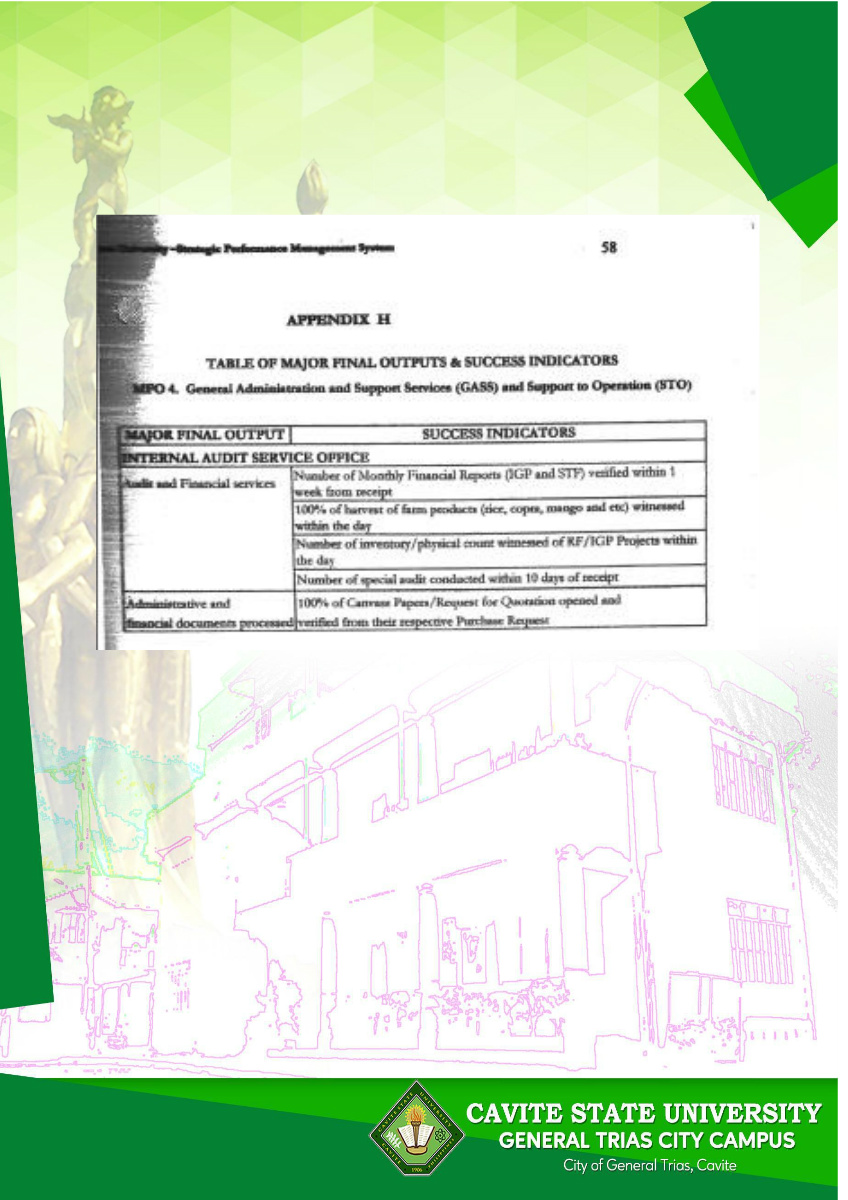 University –Strategic Performance Management System
58
APPENDIX H
TABLE OF MAJOR FINAL OUTPUTS & SUCCESS INDICATORS
MFO 4. General Administration and Support Services (GASS) and Support to Operation (STO)
MAJOR FINAL OUTPUT
SUCCESS INDICATORS
INTERNAL AUDIT SERVICE OFFICE
Audit and Financial services
Number of Monthly Financial Reports (IGP and STF) verified within 1
week from receipt
100% of harvest of farm products (rice, copra, mango and etc) witnessed
within the day
Number of inventory/physical count witnessed of RF/IGP Projects within
the day
Number of special audit conducted within 10 days of receipt
Administrative and
financial documents processed
100% of Canvass Papers/Request for Quotation opened and
verified from their respective Purchase Request
CAVITE STATE UNIVERSITY
GENERAL TRIAS CITY CAMPUS
City of General Trias, Cavite
1906